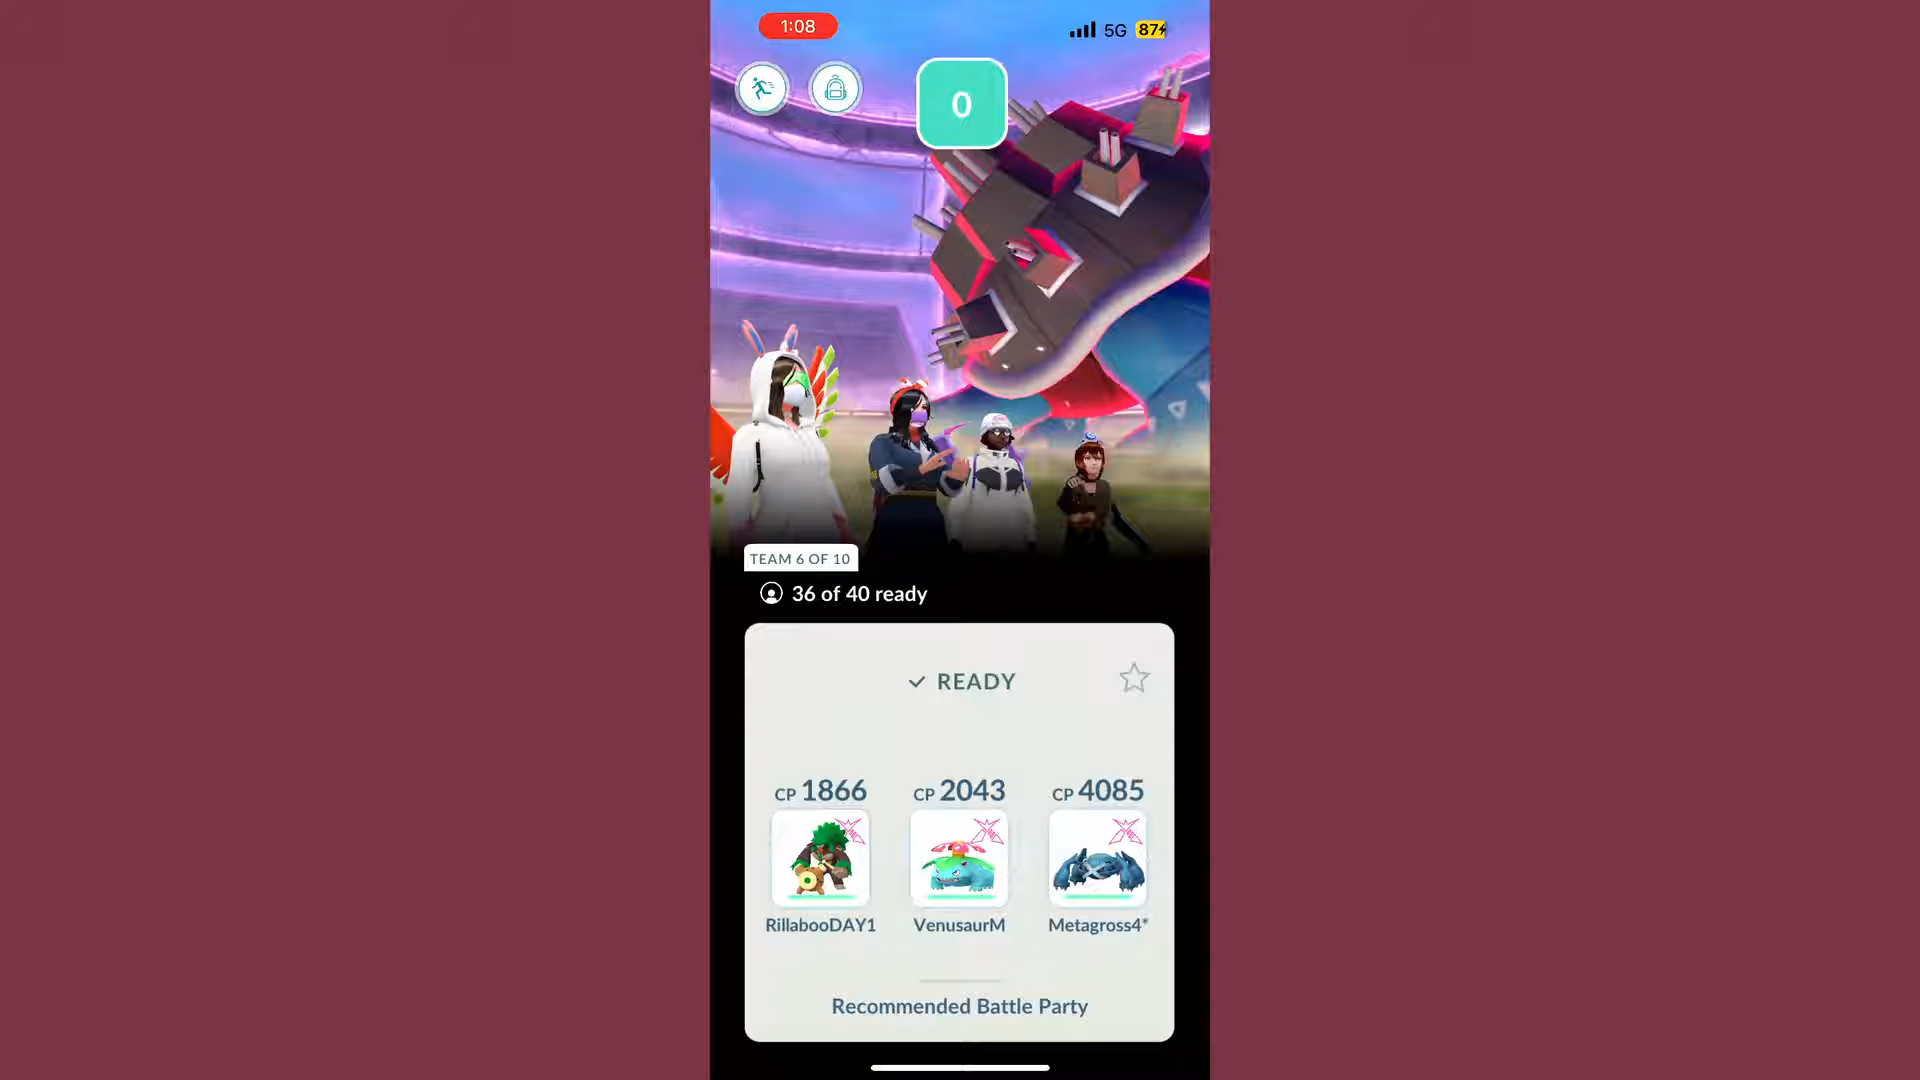 1:08
5G 87
0
TEAM 6 OF 10
36 of 40 ready
READY
CP 1866
CP 2043
CP 4085
RillabooDAY1
VenusaurM
Metagross4*
Recommended Battle Party